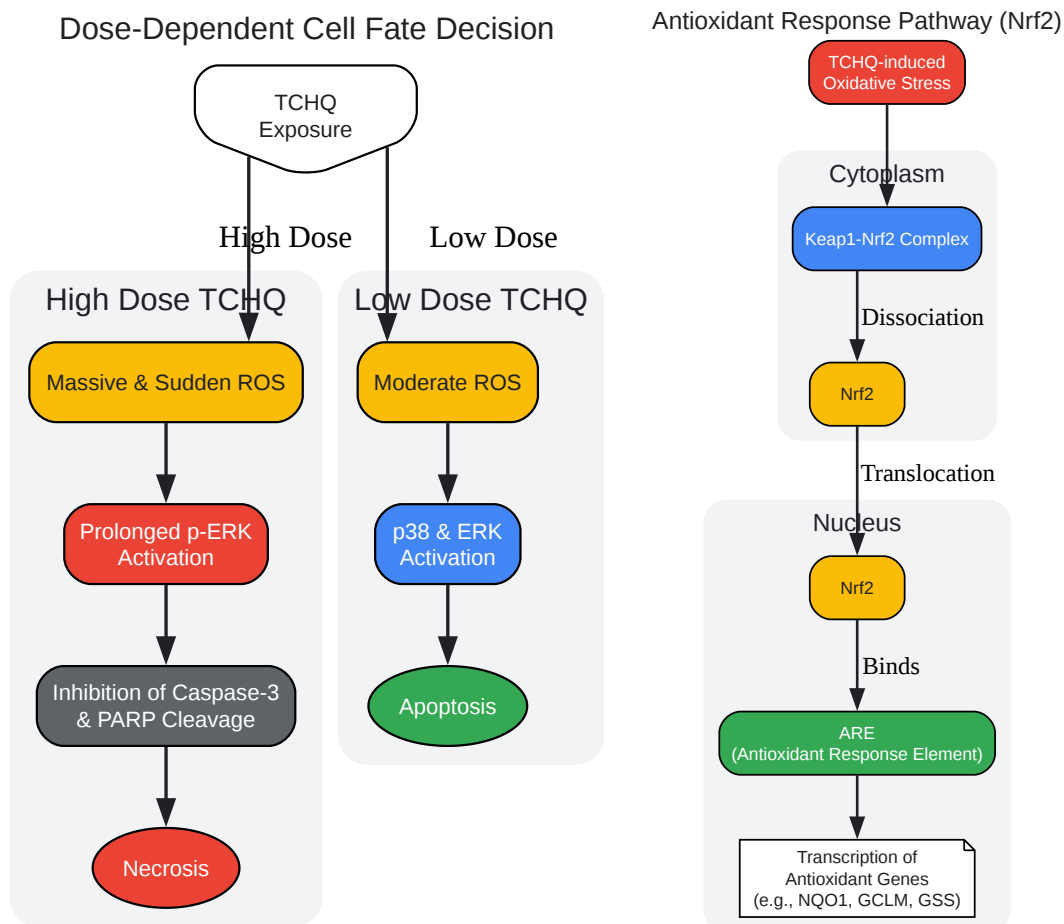 Dose-Dependent Cell Fate Decision
TCHQ
Exposure
High Dose
Low Dose
High Dose TCHQ
Massive & Sudden ROS
Prolonged p-ERK
Activation
Inhibition of Caspase-3
& PARP Cleavage
Necrosis
Low Dose TCHQ
Moderate ROS
p38 & ERK
Activation
Apoptosis
Antioxidant Response Pathway (Nrf2)
TCHQ-induced
Oxidative Stress
Cytoplasm
Keap1-Nrf2 Complex
Dissociation
Nrf2
Translocation
Nucleus
Nrf2
Binds
ARE
(Antioxidant Response Element)
Transcription of
Antioxidant Genes
(e.g., NQO1, GCLM, GSS)